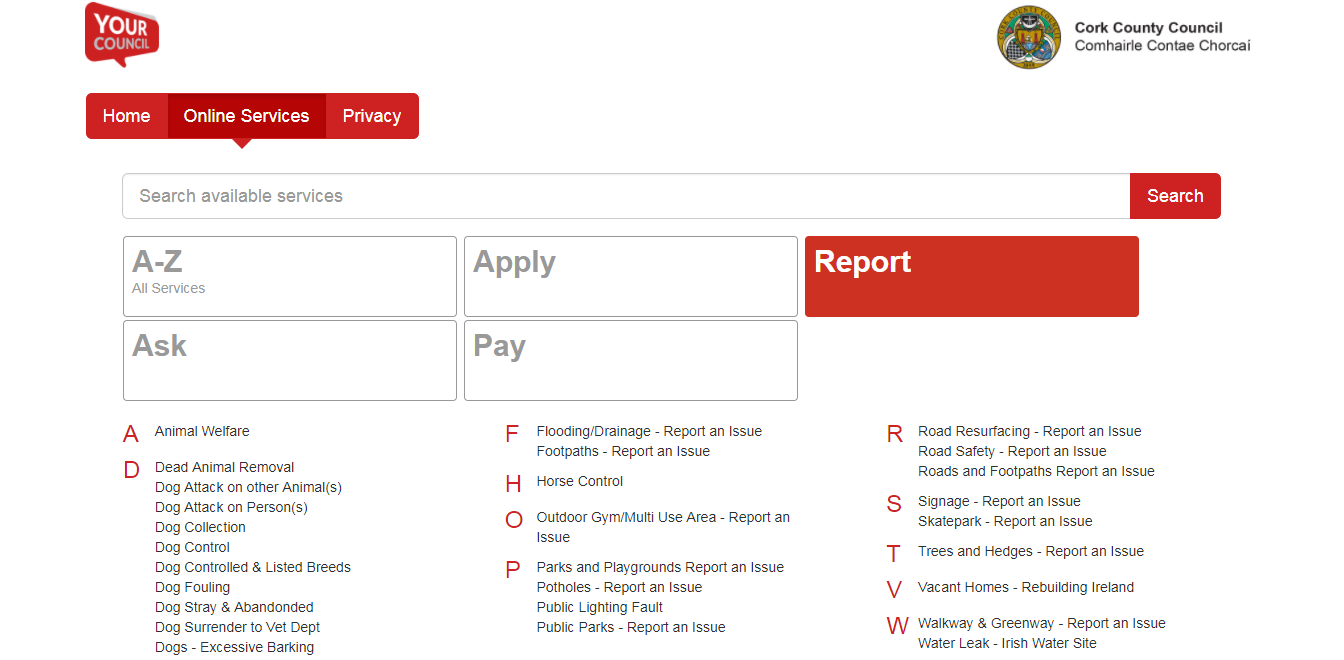 YOUR
COUNCIL
Cork County Council
Comhairle Contae Chorcaí
Home
Online Services
Privacy
Search available services
Search
A-Z
All Services
Apply
Report
Ask
Pay
A
Animal Welfare
D
Dead Animal Removal
Dog Attack on other Animal(s)
Dog Attack on Person(s)
Dog Collection
Dog Control
Dog Controlled & Listed Breeds
Dog Fouling
Dog Stray & Abandonded
Dog Surrender to Vet Dept
Dogs - Excessive Barking
F
Flooding/Drainage - Report an Issue
Footpaths - Report an Issue
H
Horse Control
O
Outdoor Gym/Multi Use Area - Report an
Issue
P
Parks and Playgrounds Report an Issue
Potholes - Report an Issue
Public Lighting Fault
Public Parks - Report an Issue
R
Road Resurfacing - Report an Issue
Road Safety - Report an Issue
Roads and Footpaths Report an Issue
S
Signage - Report an Issue
Skatepark - Report an Issue
T
Trees and Hedges - Report an Issue
V
Vacant Homes - Rebuilding Ireland
W
Walkway & Greenway - Report an Issue
Water Leak - Irish Water Site